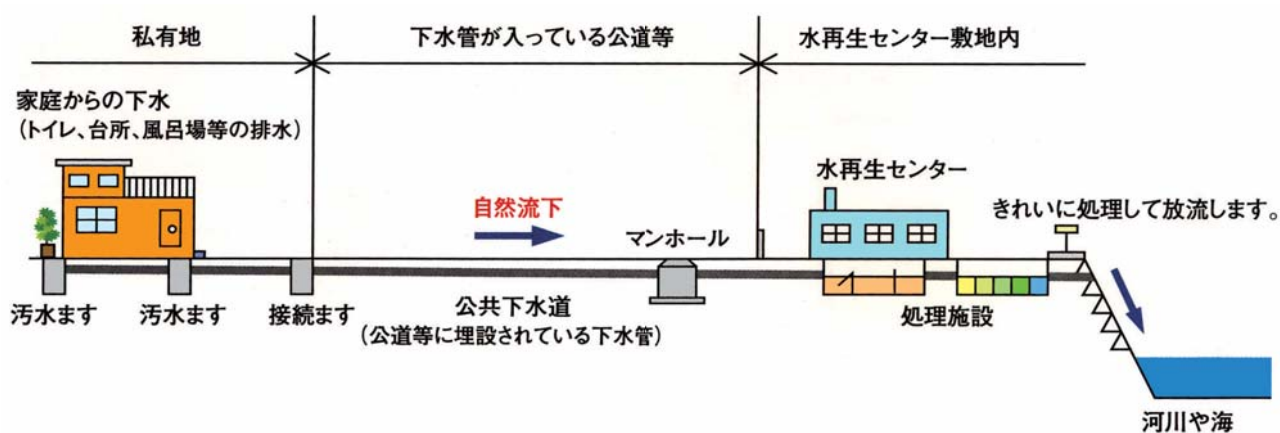 私有地
下水管が入っている公道等
水再生センター敷地内
家庭からの下水
(トイレ、台所、風呂場等の排水)
水再生センター
自然流下
きれいに処理して放流します。
マンホール
汚水ます
汚水ます
接続ます
公共下水道
(公道等に埋設されている下水管)
処理施設
河川や海